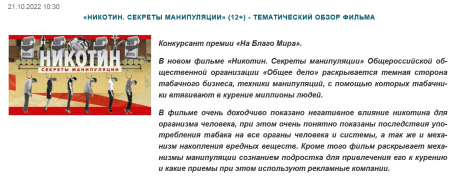 21.10.2022 10:30
«НИКОТИН. СЕКРЕТЫ МАНИПУЛЯЦИИ» (12+) - ТЕМАТИЧЕСКИЙ ОБЗОР ФИЛЬМА
НИКОТИН
СЕКРЕТЫ МАНИПУЛЯЦИИ
Конкурсант премии «На Благо Мира».
В новом фильме «Никотин. Секреты манипуляции» Общероссийской об-
щественной организации «Общее дело» раскрывается темная сторона
табачного бизнеса, техники манипуляций, с помощью которых табачни-
ки втягивают в курение миллионы людей.
В фильме очень доходчиво показано негативное влияние никотина для
организма человека, при этом очень понятно показаны последствия упо-
требления табака на все органы человека и системы, а так же и меха-
низм накопления вредных веществ. Кроме того фильм раскрывает меха-
низмы манипуляции сознанием подростка для привлечения его к курению
и какие приемы при этом используют рекламные компании.